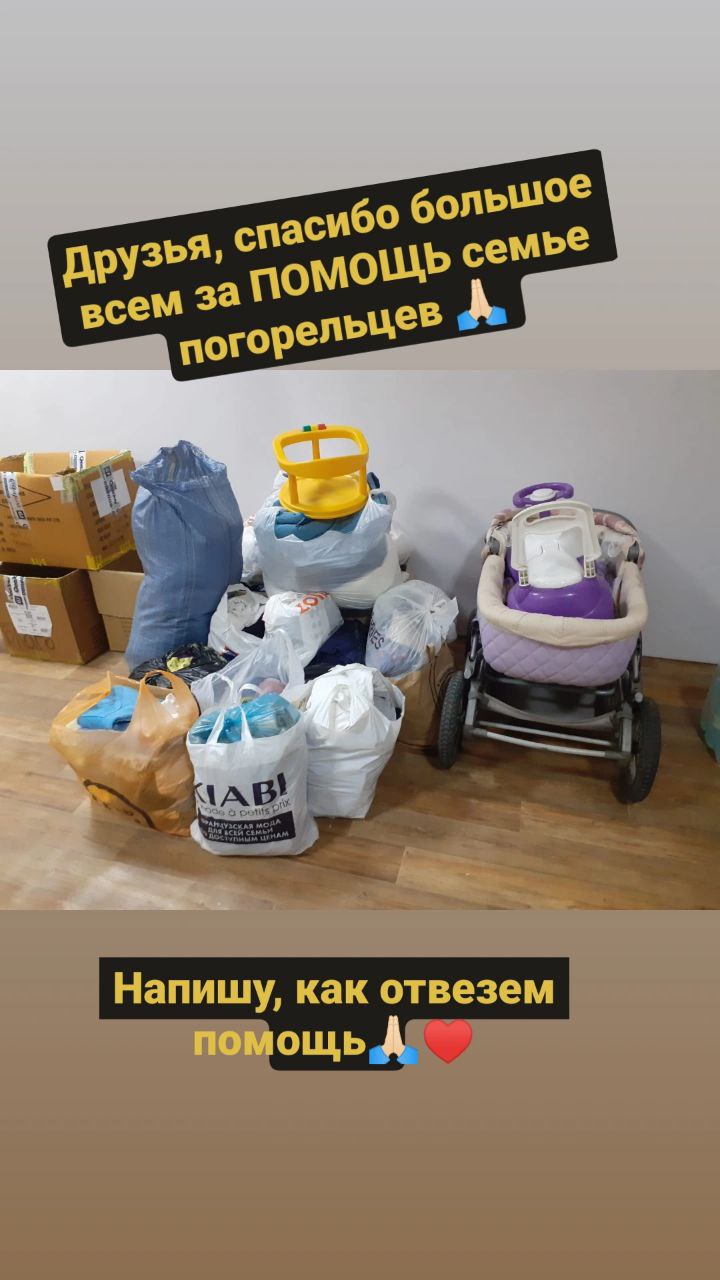 Друзья, спасибо большое
всем за ПОМОЩЬ семье
погорельцев 🙏🏻
KIABI
mode à petits prix
ФРАНЦУЗСКАЯ МОДА
ДЛЯ ВСЕЙ СЕМЬИ
ДОСТУПНЫМ ЦЕНАМ
Напишу, как отвезем
помощь🙏🏻♥️